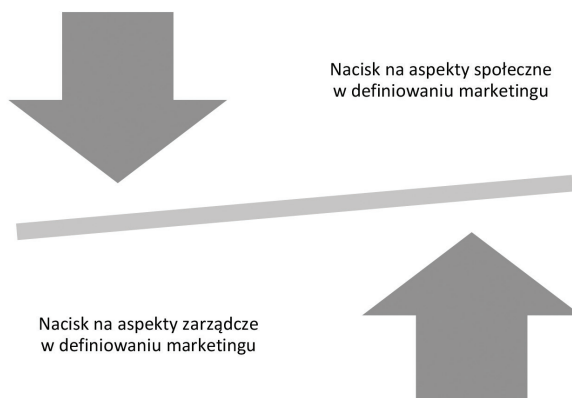 Nacisk na aspekty społeczne
w definiowaniu marketingu
Nacisk na aspekty zarządcze
w definiowaniu marketingu